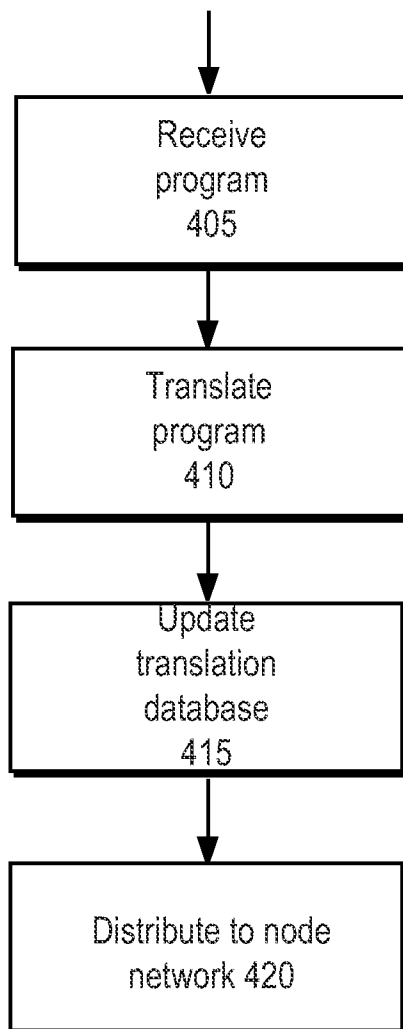 Receive
program
405
Translate
program
410
Update
translation
database
415
Distribute to node
network 420